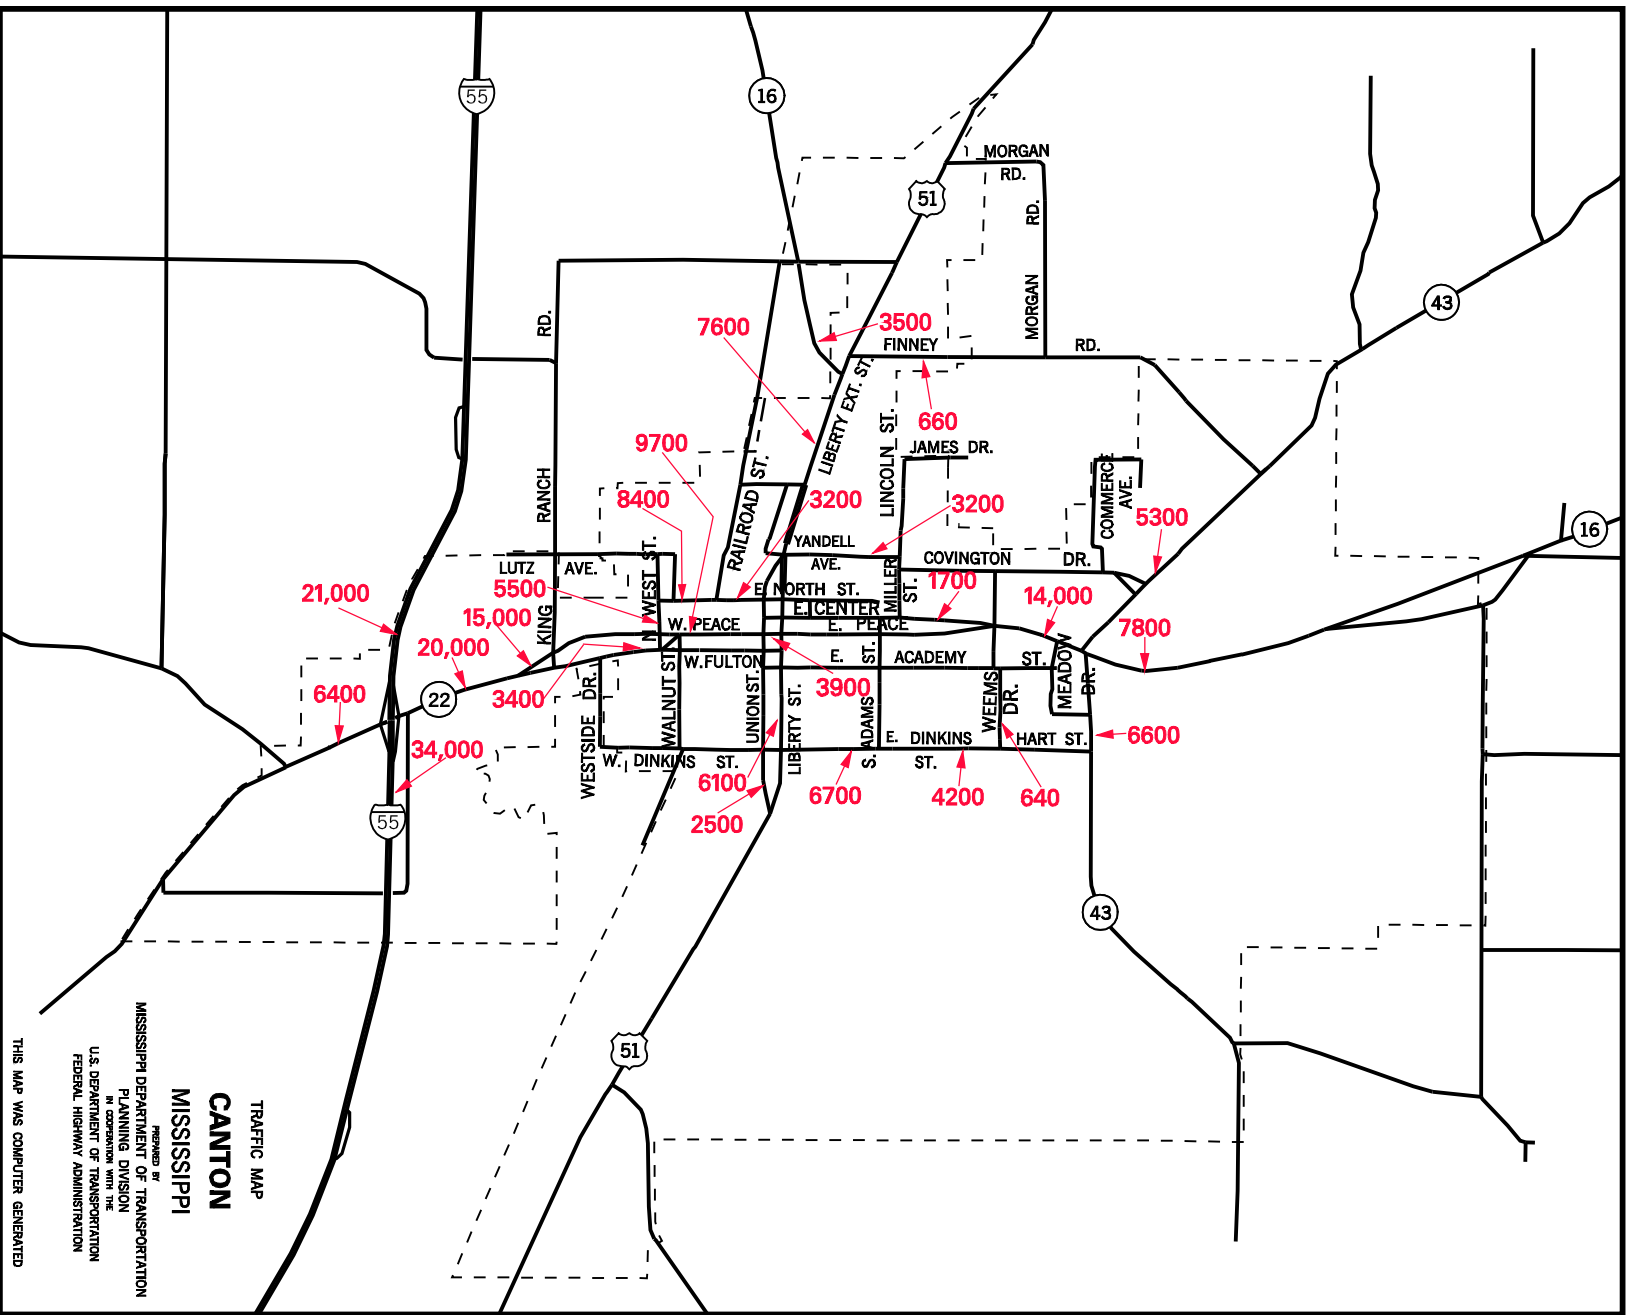 55
16
MORGAN
RD.
51
RD.
MORGAN
43
RD.
7600
3500
FINNEY
RD.
LIBERTY EXT. ST.
660
LINCOLN ST.
9700
JAMES DR.
ST.
RAILROAD
8400
3200
3200
COMMERCE
AVE.
5300
16
RANCH
KING
YANDELL
AVE.
COVINGTON
DR.
LUTZ
AVE.
N WEST ST.
5500
E NORTH ST.
MILLER
ST.
1700
21,000
15,000
E. CENTER
14,000
W. PEACE
E. PEACE
7800
20,000
W. FULTON
E.
ST.
ACADEMY
ST.
MEADOW
DR.
6400
22
3400
3900
WESTSIDE DR.
WALNUT ST.
UNION ST.
LIBERTY ST.
S. ADAMS
WEEMS
DR.
34,000
E. DINKINS
ST.
HART ST.
6600
W. DINKINS ST.
6100
6700
4200
640
2500
55
43
51
TRAFFIC MAP
CANTON
MISSISSIPPI
PREPARED BY
MISSISSIPPI DEPARTMENT OF TRANSPORTATION
PLANNING DIVISION
IN COOPERATION WITH THE
U.S. DEPARTMENT OF TRANSPORTATION
FEDERAL HIGHWAY ADMINISTRATION
THIS MAP WAS COMPUTER GENERATED